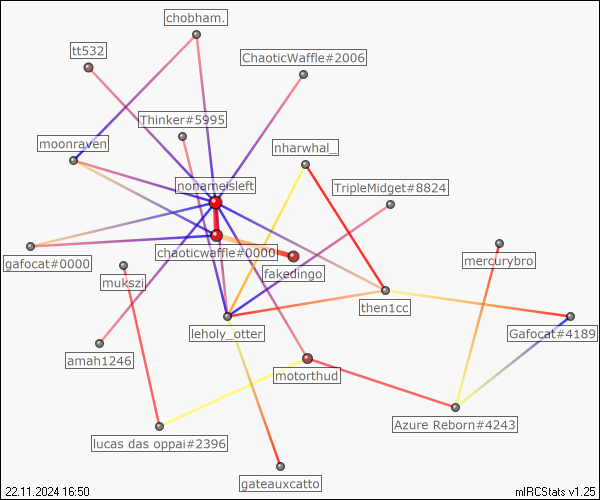 chobham.
tt532
ChaoticWaffle#2006
Thinker#5995
moonraven
nharwhal_
nonameisleft
TripleMidget#8824
chaoticwaffle#0000
mercurybro
gafocat#0000
fakedingo
mukszi
then1cc
leholy_otter
Gafocat#4189
amah1246
motorthud
Azure Reborn#4243
lucas das oppai#2396
gateauxcatto
22.11.2024 16:50
mIRCStats v1.25